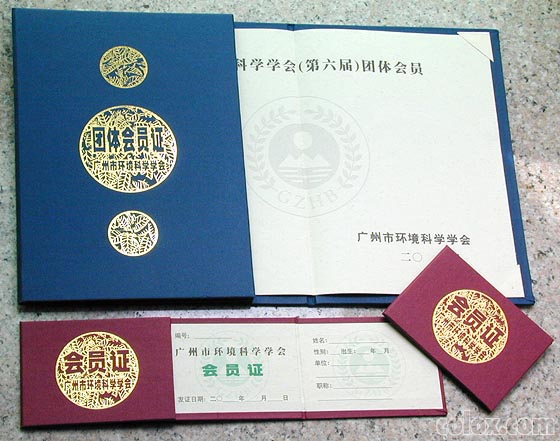 团体会员证
广州市环境科学学会
科学学会(第六届)团体会员
GZHB
广州市环境科学学会
二〇
会员证
广州市环境科学学会
编号:
广州市环境科学学会
会员证
发证日期:二〇　年　月　日
姓名:
性别:　出生:　年　月
单位:
职称:
会员证
广州市环境科学学会
colox.com